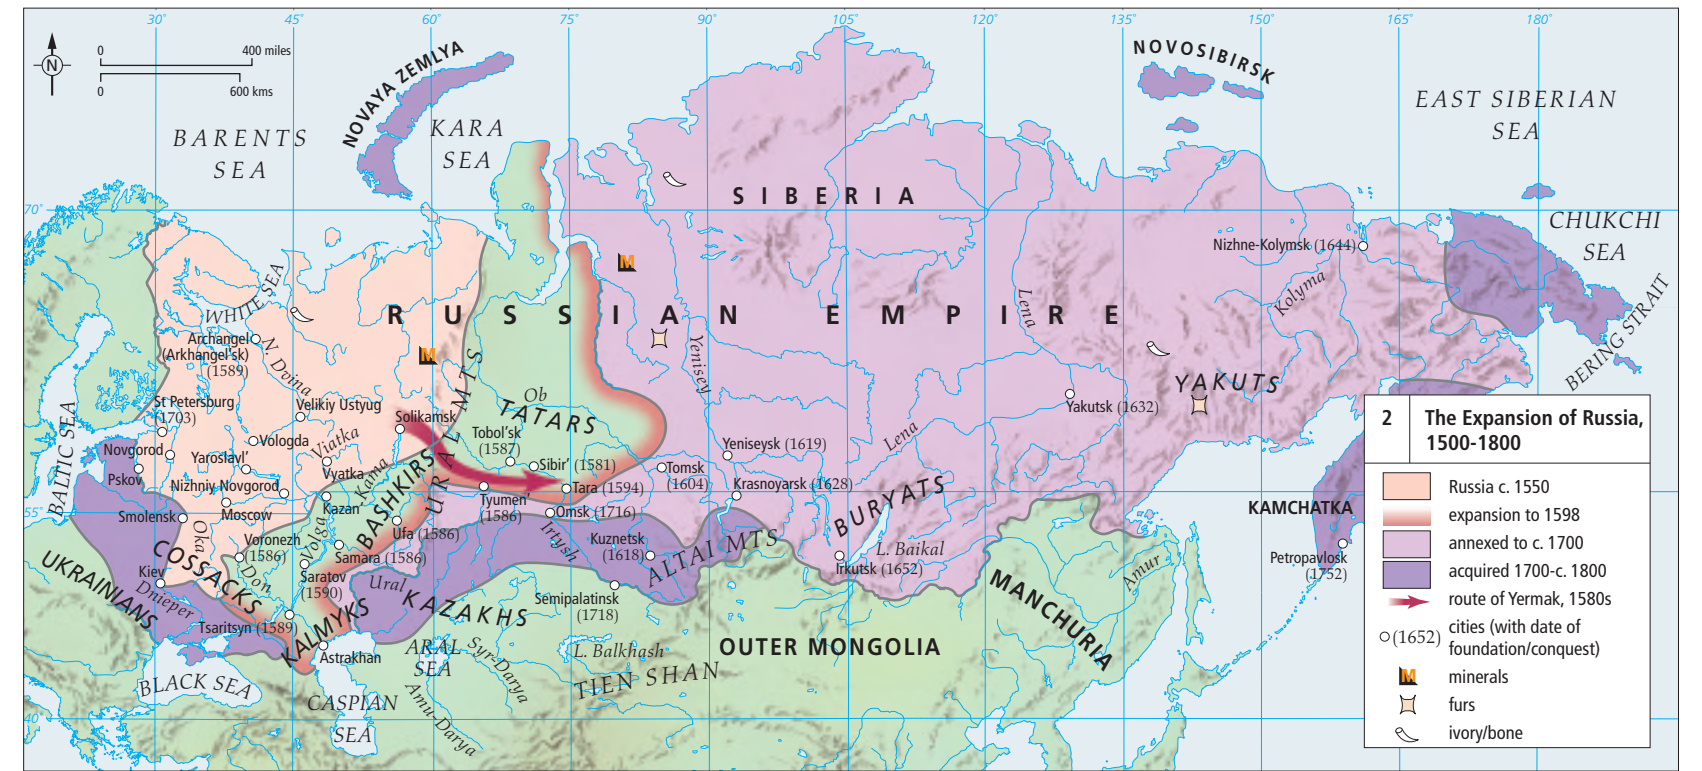 30°
45°
60°
75°
90°
105°
120°
135°
150°
165°
180°
N
0
400 miles
0
600 kms
NOVAYA ZEMLYA
NOVOSIBIRSK
BARENTS
SEA
KARA
SEA
EAST SIBERIAN
SEA
70°
SIBERIA
CHUKCHI
SEA
Nizhne-Kolymsk (1644)
Kolyma
BERING STRAIT
WHITE SEA
M
RUSSIAN EMPIRE
Lena
Archangel
(Arkhangel'sk)
(1589)
N. Dvina
M
URAL MTS
Yenisey
Ob
TATARS
YAKUTS
Yakutsk (1632)
St Petersburg
(1703)
Velikiy Ustyug
Solikamsk
Tobol'sk
(1587)
Sibir' (1581)
Tara (1594)
Tyumen'
(1586)
Omsk (1716)
Irtysh
Yeniseysk (1619)
Tomsk
(1604)
Krasnoyarsk (1628)
Lena
BALTIC SEA
Novgorod
Pskov
Vologda
Yaroslavl'
Viatka
Vyatka
Kama
Nizhniy Novgorod
Moscow
Kazan'
BASHKIRS
55°
Smolensk
Oka
Voronezh
(1586)
Volga
Ufa (1586)
Samara (1586)
Kuznetsk
(1618)
ALTAI MTS
BURYATS
L. Baikal
Irkutsk (1652)
Amur
KAMCHATKA
Petropavlosk
(1752)
COSSACKS
Don
Saratov
(1590)
Ural
UKRAINIANS
Kiev
Dnieper
Tsaritsyn (1589)
KALMYKS
KAZAKHS
Semipalatinsk
(1718)
MANCHURIA
Astrakhan
ARAL
SEA
Syr-Darya
Amu-Darya
L. Balkhash
OUTER MONGOLIA
TIEN SHAN
BLACK SEA
CASPIAN
SEA
40°
2
The Expansion of Russia,
1500-1800
Russia c. 1550
expansion to 1598
annexed to c. 1700
acquired 1700-c. 1800
route of Yermak, 1580s
(1652)
cities (with date of
foundation/conquest)
M
minerals
furs
ivory/bone